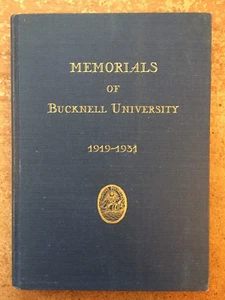 MEMORIALS
OF
BUCKNELL UNIVERSITY
1919-1931